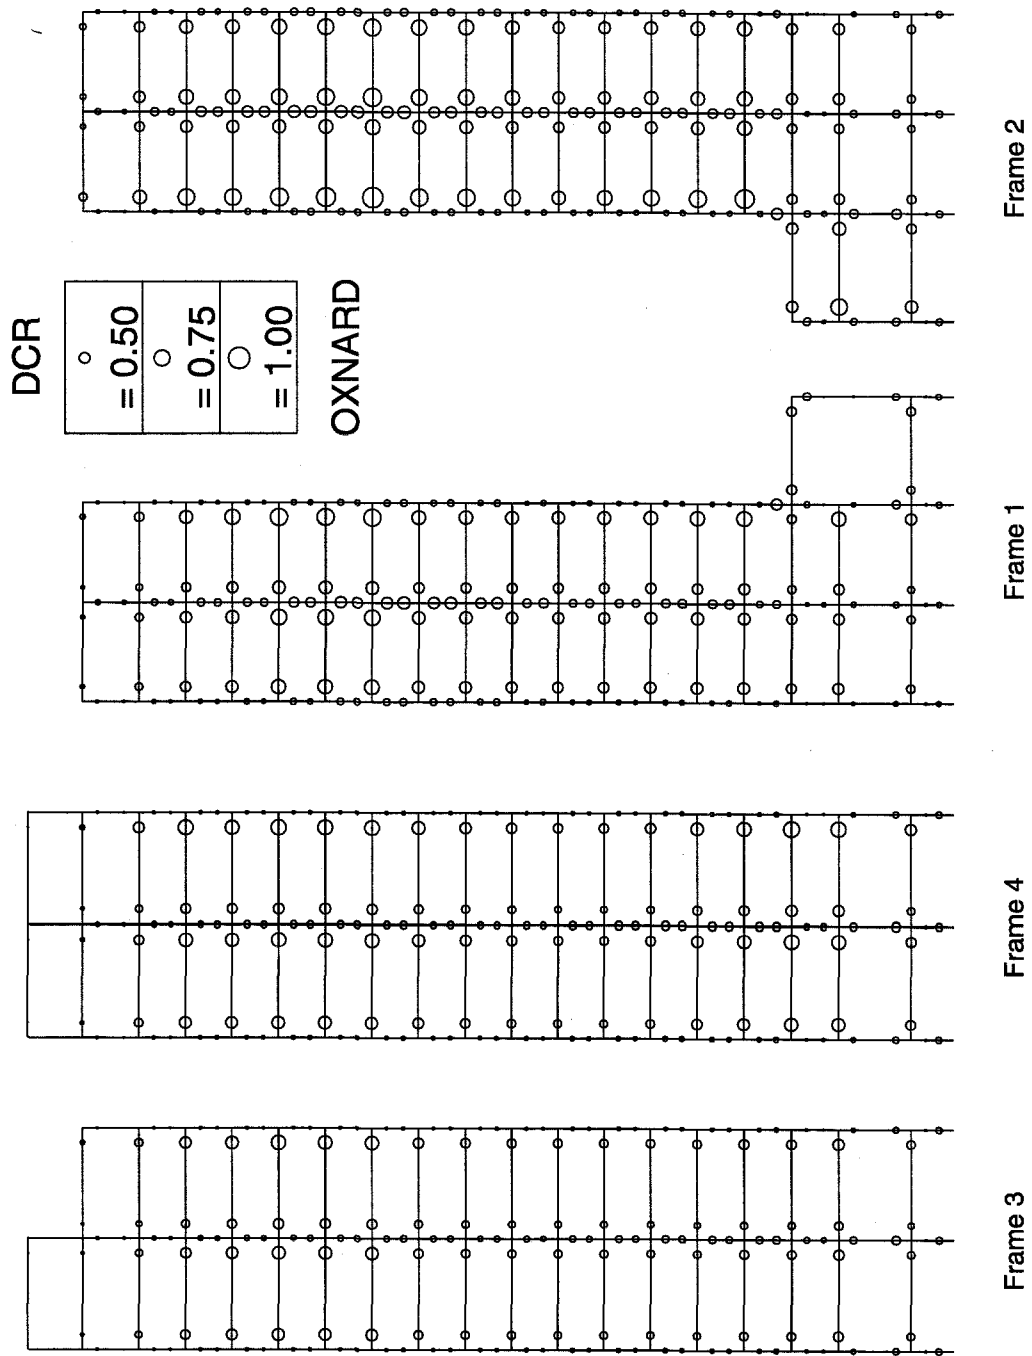 DCR
= 0.50
= 0.75
= 1.00
OXNARD
Frame 3
Frame 4
Frame 1
Frame 2